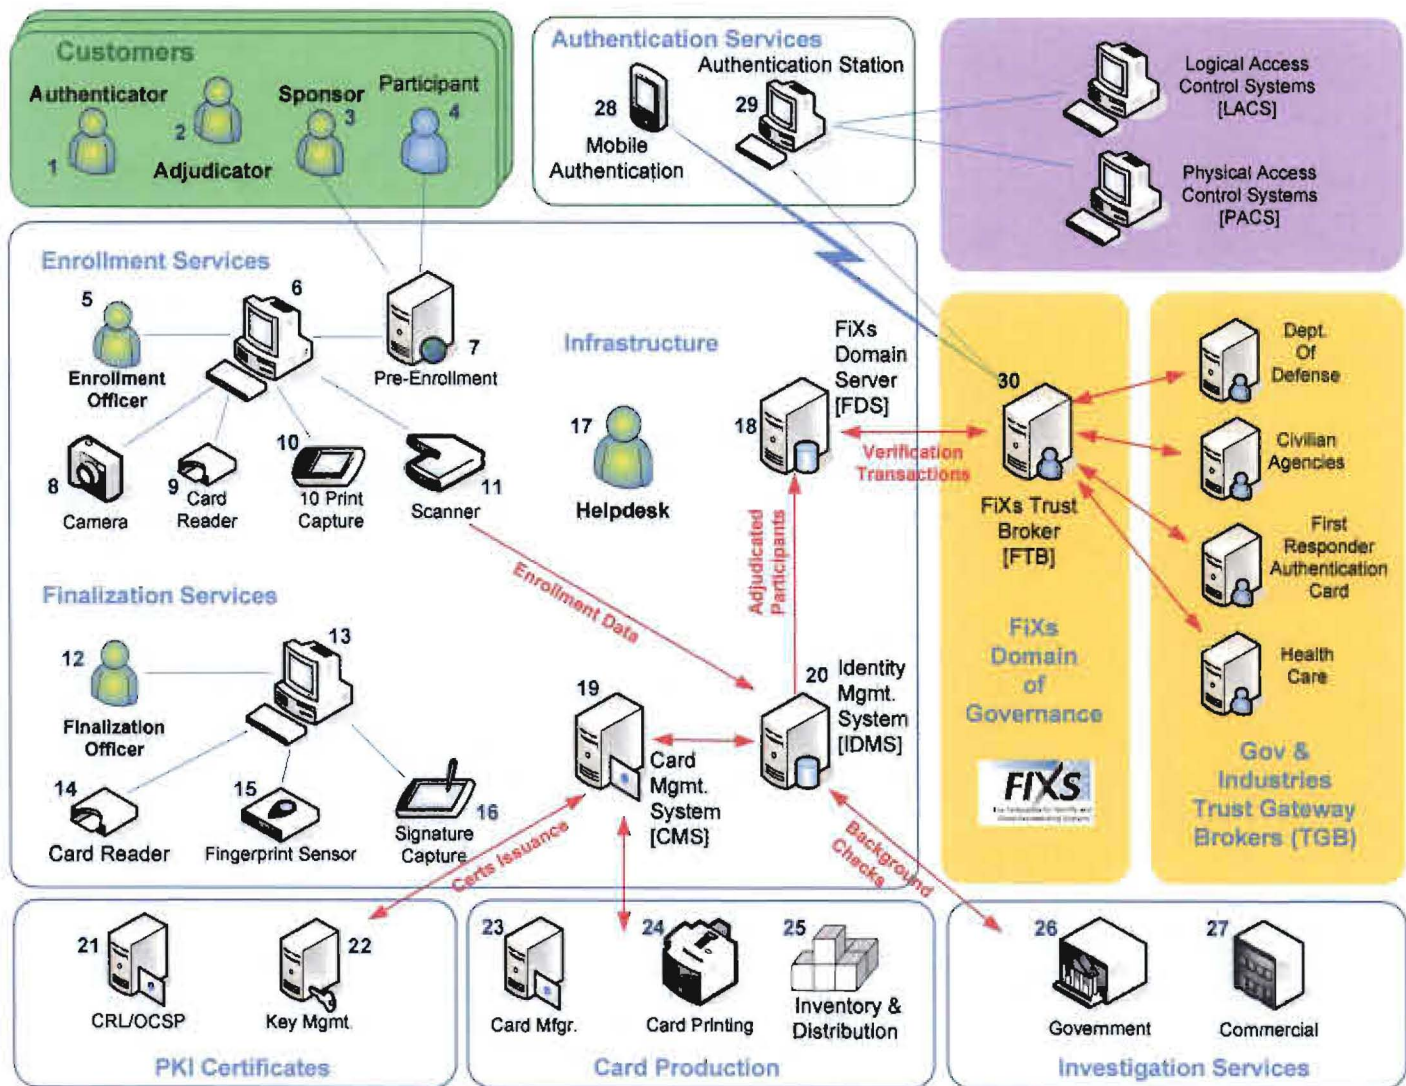 Customers
Authenticator
1
2
Adjudicator
Sponsor
3
Participant
4
Authentication Services
Authentication Station
28
29
Mobile
Authentication
Logical Access
Control Systems
[LACS]
Physical Access
Control Systems
[PACS]
Enrollment Services
5
Enrollment
Officer
6
7
Pre-Enrollment
8
Camera
9
Card
Reader
10
10 Print
Capture
11
Scanner
Infrastructure
17
Helpdesk
FiXs
Domain
Server
[FDS]
18
Verification
Transactions
Adjudicated
Participants
Enrollment Data
Finalization Services
12
Finalization
Officer
13
14
Card Reader
15
Fingerprint Sensor
16
Signature
Capture
19
Card
Mgmt.
System
[CMS]
20
Identity
Mgmt.
System
[IDMS]
Certs Issuance
Background
Checks
30
FiXs Trust
Broker
[FTB]
FiXs
Domain
of
Governance
FiXS
Dept.
Of
Defense
Civilian
Agencies
First
Responder
Authentication
Card
Health
Care
Gov &
Industries
Trust Gateway
Brokers (TGB)
21
CRL/OCSP
22
Key Mgmt.
PKI Certificates
23
Card Mfgr.
24
Card Printing
25
Inventory &
Distribution
Card Production
26
Government
27
Commercial
Investigation Services